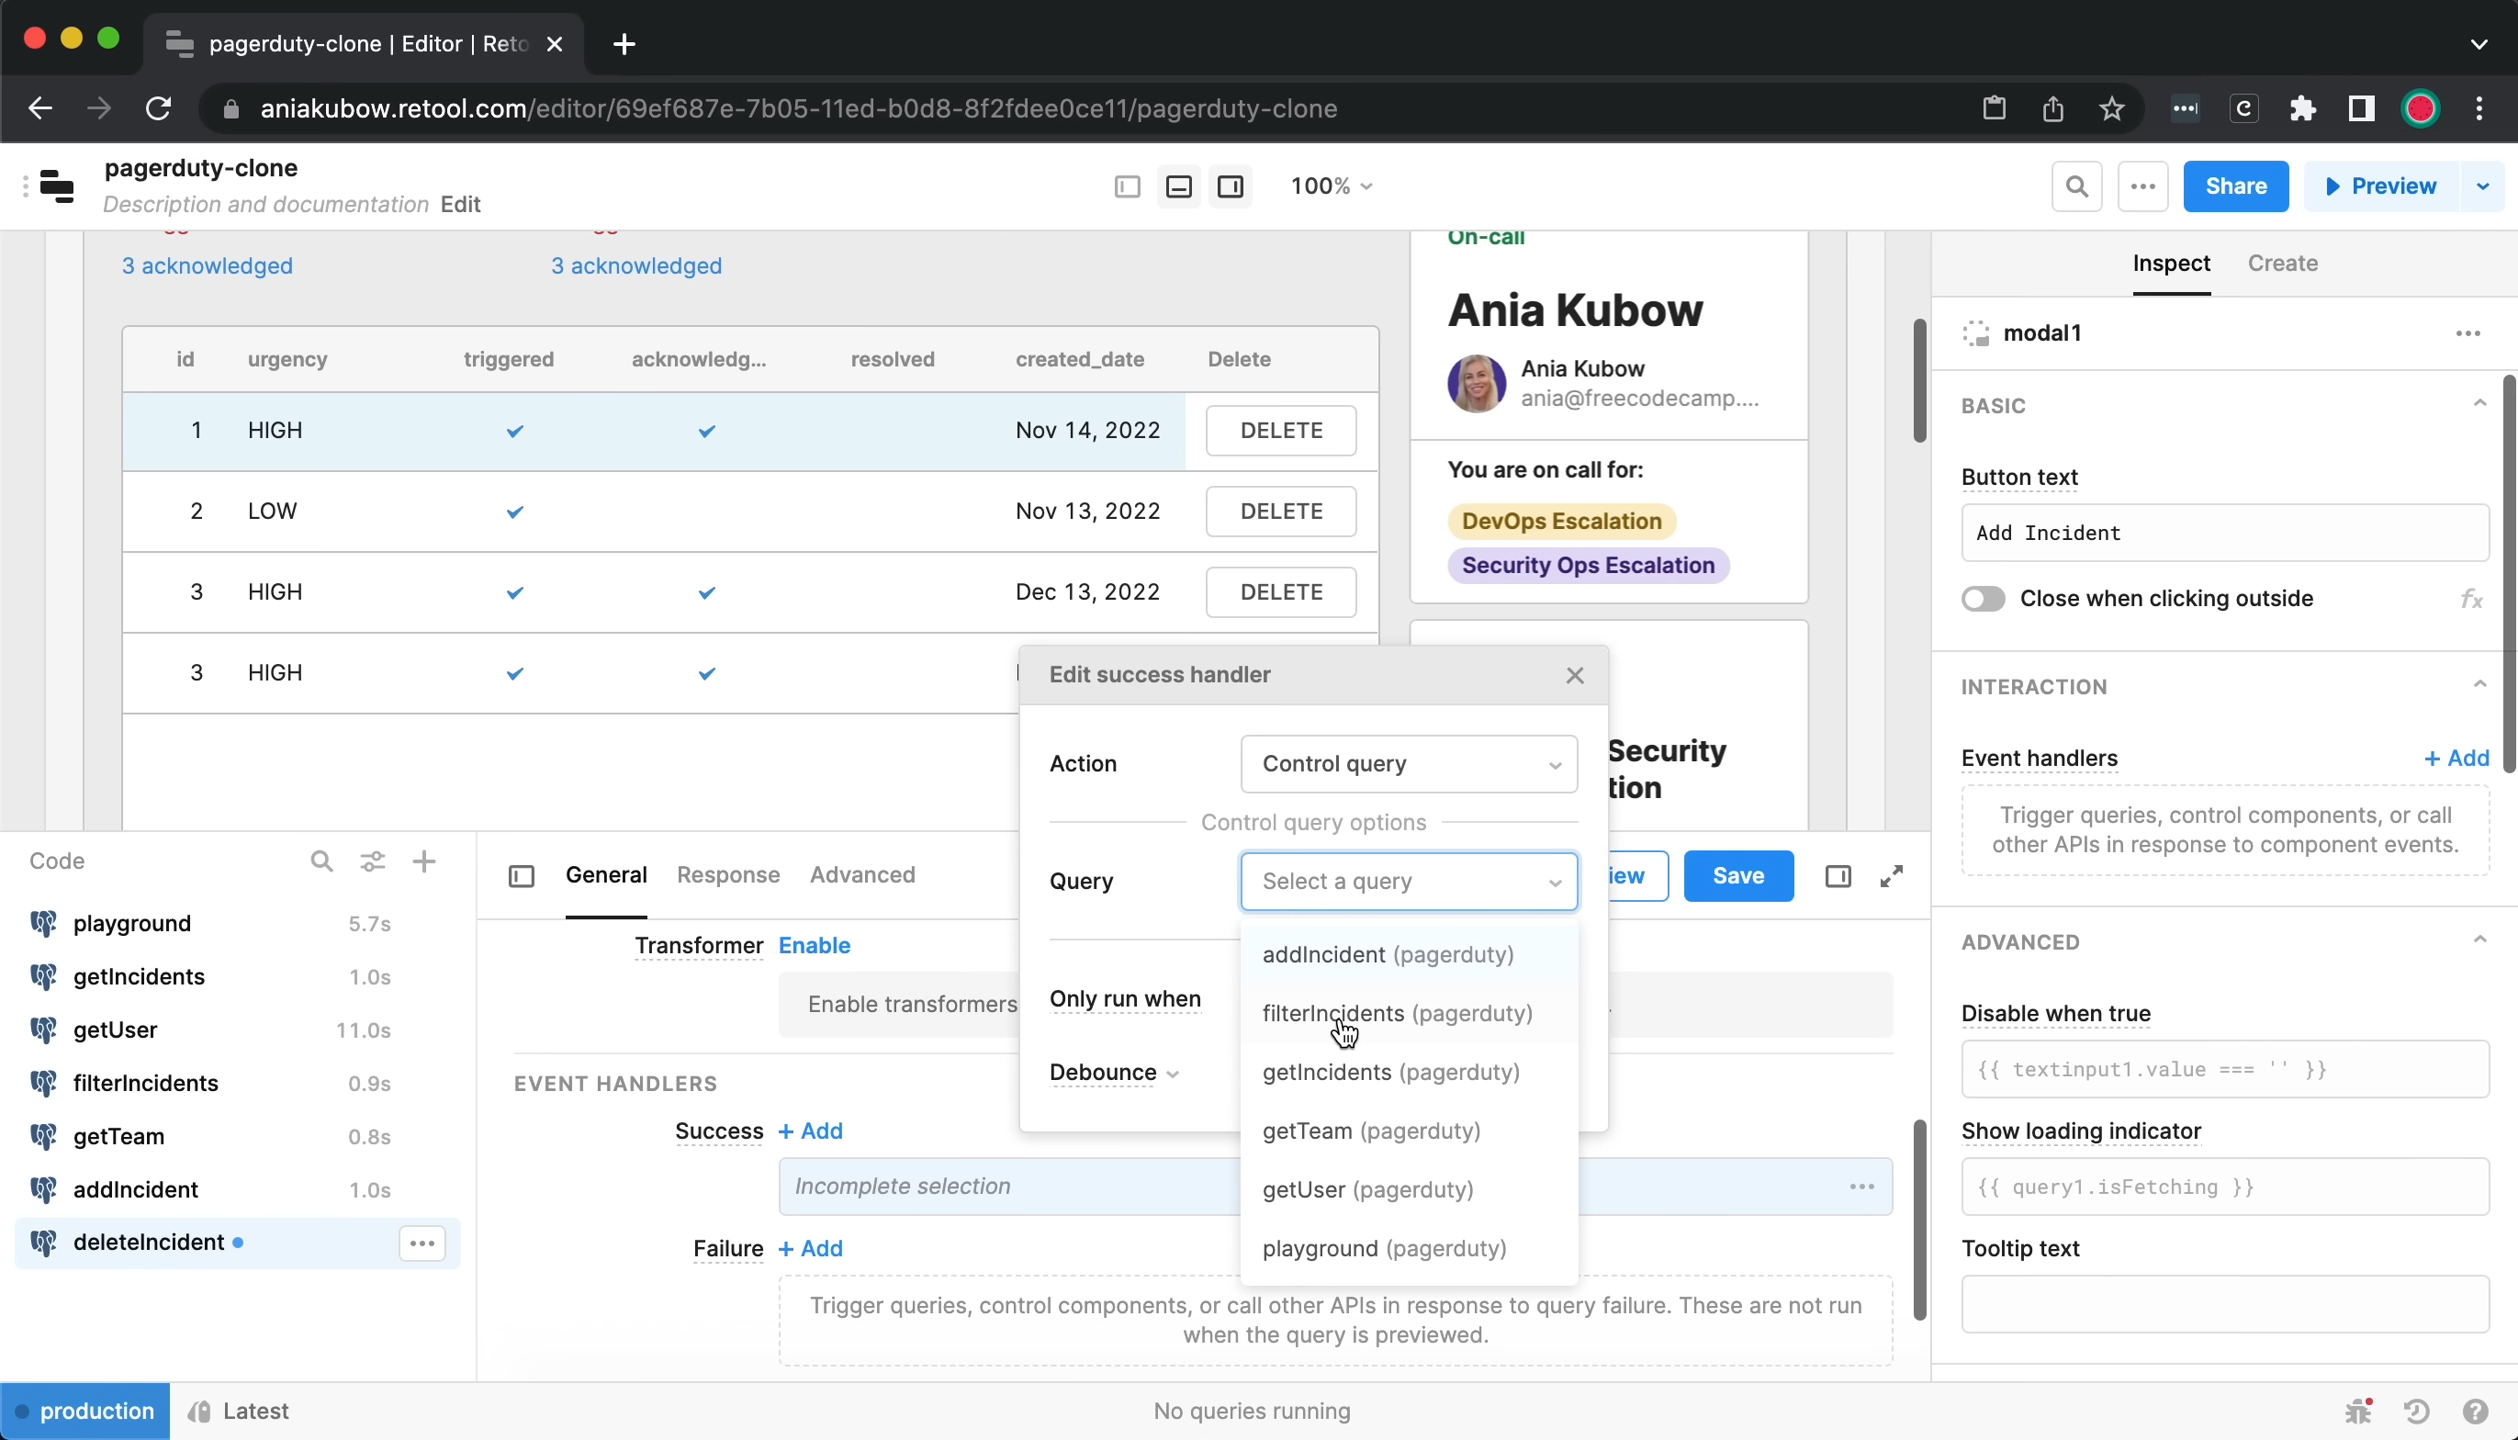 pagerduty-clone | Editor | Reto
aniakubow.retool.com/editor/69ef687e-7b05-11ed-b0d8-8f2fdee0ce11/pagerduty-clone
pagerduty-clone
Description and documentation Edit
100%
Share
Preview
3 acknowledged
3 acknowledged
id urgency triggered acknowledg... resolved created_date Delete
1 HIGH Nov 14, 2022 DELETE
2 LOW Nov 13, 2022 DELETE
3 HIGH Dec 13, 2022 DELETE
3 HIGH
On-call
Ania Kubow
Ania Kubow
ania@freecodecamp....
You are on call for:
DevOps Escalation
Security Ops Escalation
Security
tion
Edit success handler
Action Control query
Control query options
Query Select a query
addIncident (pagerduty)
filterIncidents (pagerduty)
getIncidents (pagerduty)
getTeam (pagerduty)
getUser (pagerduty)
playground (pagerduty)
Only run when
Debounce
Code
playground 5.7s
getIncidents 1.0s
getUser 11.0s
filterIncidents 0.9s
getTeam 0.8s
addIncident 1.0s
deleteIncident
General Response Advanced
iew
Save
Transformer Enable
Enable transformers
EVENT HANDLERS
Success + Add
Incomplete selection
Failure + Add
Trigger queries, control components, or call other APIs in response to query failure. These are not run
when the query is previewed.
Inspect Create
modal1
BASIC
Button text
Add Incident
Close when clicking outside fx
INTERACTION
Event handlers + Add
Trigger queries, control components, or call
other APIs in response to component events.
ADVANCED
Disable when true
{{ textinput1.value === '' }}
Show loading indicator
{{ query1.isFetching }}
Tooltip text
production
Latest
No queries running